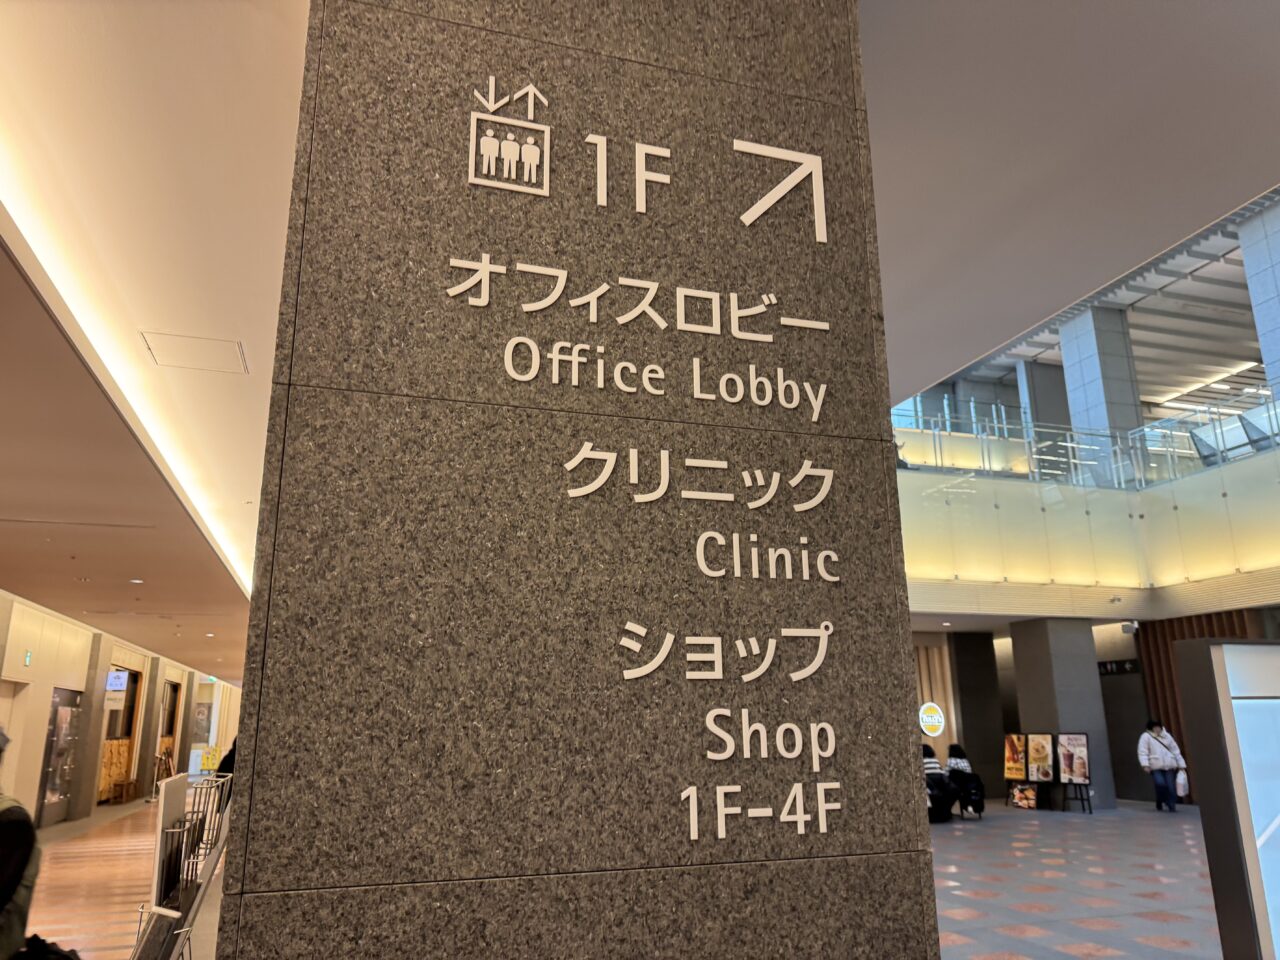 1F
オフィスロビー
Office Lobby
クリニック
Clinic
ショップ
Shop
1F-4F